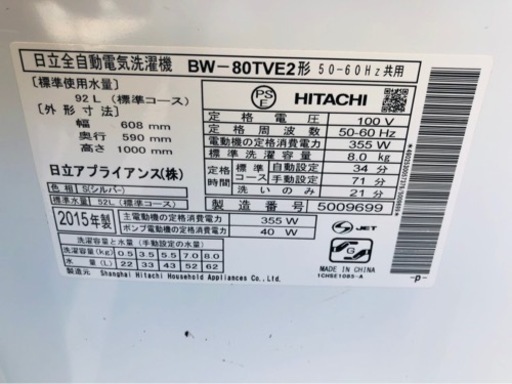 日立全自動電気洗濯機 BW-80TVE2形 50-60Hz共用
〔標準使用水量〕
92L（標準コース）
〔外 形 寸 法〕
幅 608 mm
奥行 590 mm
高さ 1000 mm
日立アプライアンス(株)
色 相 S(シルバー)
標準水量 52L(標準コース)
PS
E
HITACHI
定 格 電 圧 100 V
定 格 周 波 数 50-60 Hz
電動機の定格消費電力 355 W
標 準 洗 濯 容 量 8.0 kg
定 格 時 間 標準コース 自動設定 34 分
手動設定 71 分
洗 い の み 21 分
製 造 番 号 5009699
2015年製
主電動機の定格消費電力 355 W
ポンプ電動機の定格消費電力 40 W
洗濯容量と水量（手動設定の水量）
洗濯容量(kg) 0.5 3.5 5.5 7.0 8.0
水 量 (L) 22 33 43 52 62
製造元 Shanghai Hitachi Household Appliances Co., Ltd.
S JET
G
MADE IN CHINA
1CHSE1085-A
-P-